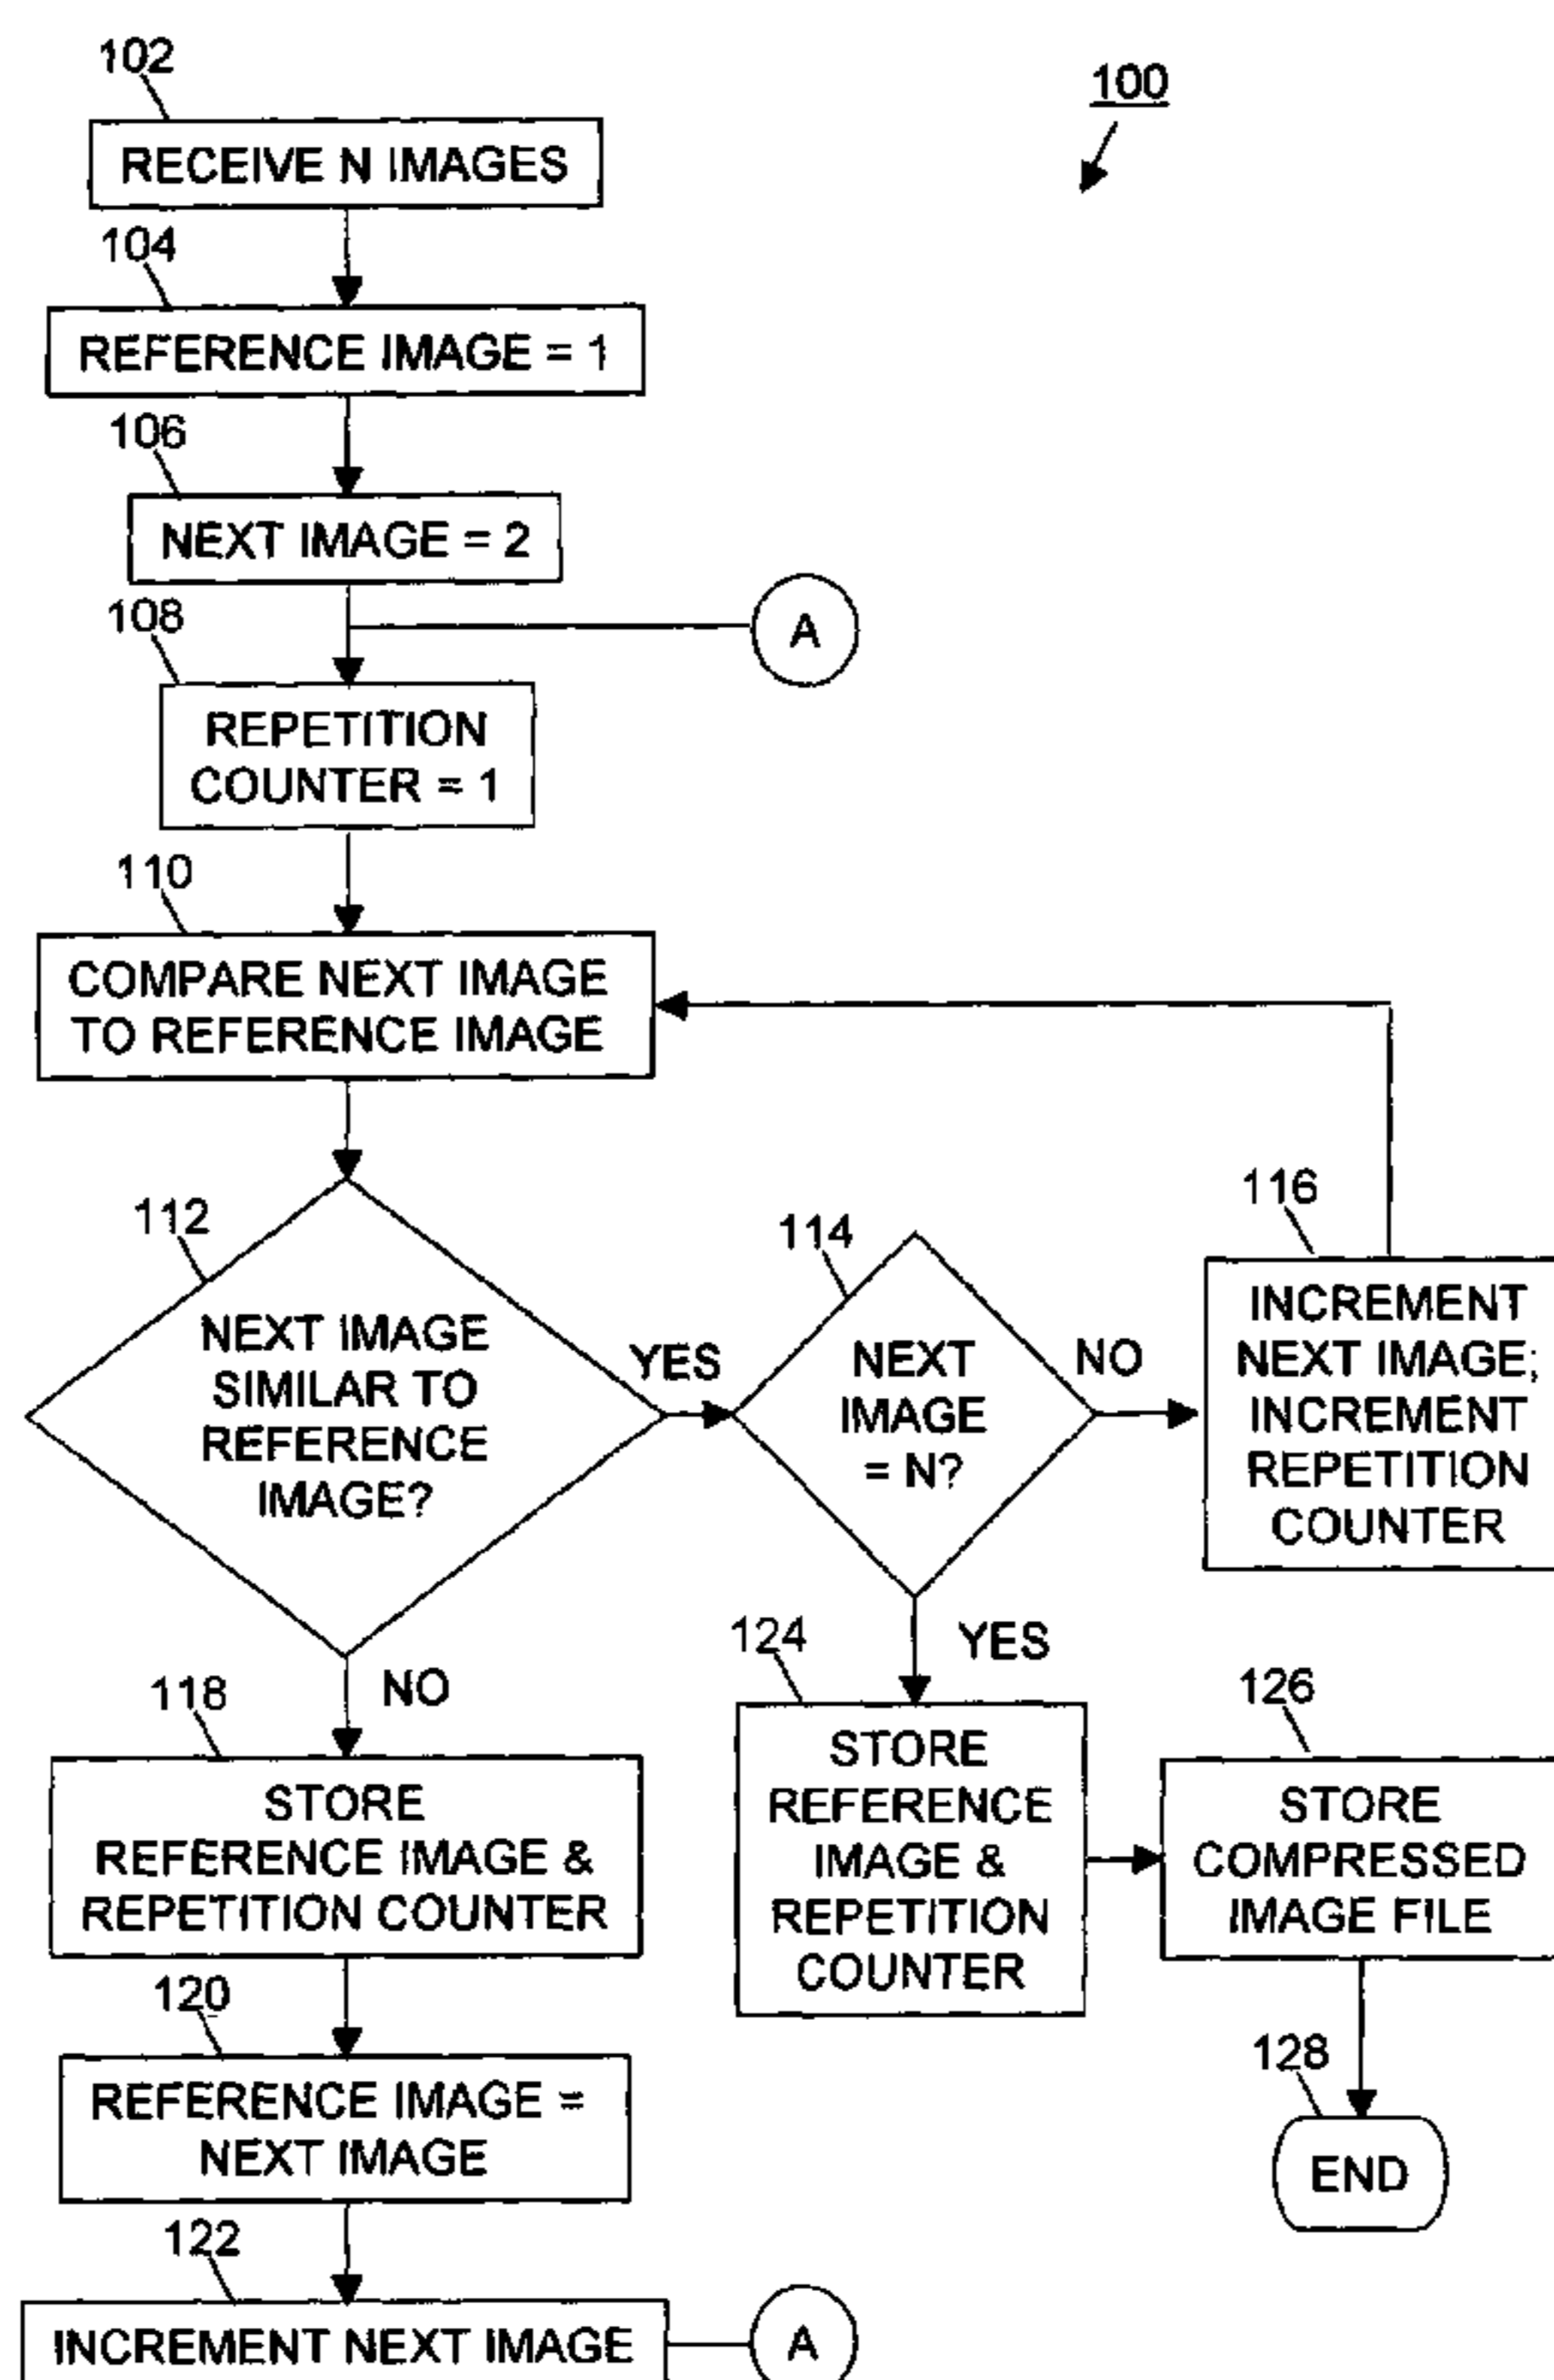 100
102
RECEIVE N IMAGES
104
REFERENCE IMAGE = 1
106
NEXT IMAGE = 2
A
108
REPETITION
COUNTER = 1
110
COMPARE NEXT IMAGE
TO REFERENCE IMAGE
112
NEXT IMAGE
SIMILAR TO
REFERENCE
IMAGE?
YES
114
NEXT
IMAGE
= N?
NO
116
INCREMENT
NEXT IMAGE;
INCREMENT
REPETITION
COUNTER
NO
118
STORE
REFERENCE IMAGE &
REPETITION COUNTER
YES
124
STORE
REFERENCE
IMAGE &
REPETITION
COUNTER
126
STORE
COMPRESSED
IMAGE FILE
120
REFERENCE IMAGE =
NEXT IMAGE
128
END
122
INCREMENT NEXT IMAGE
A